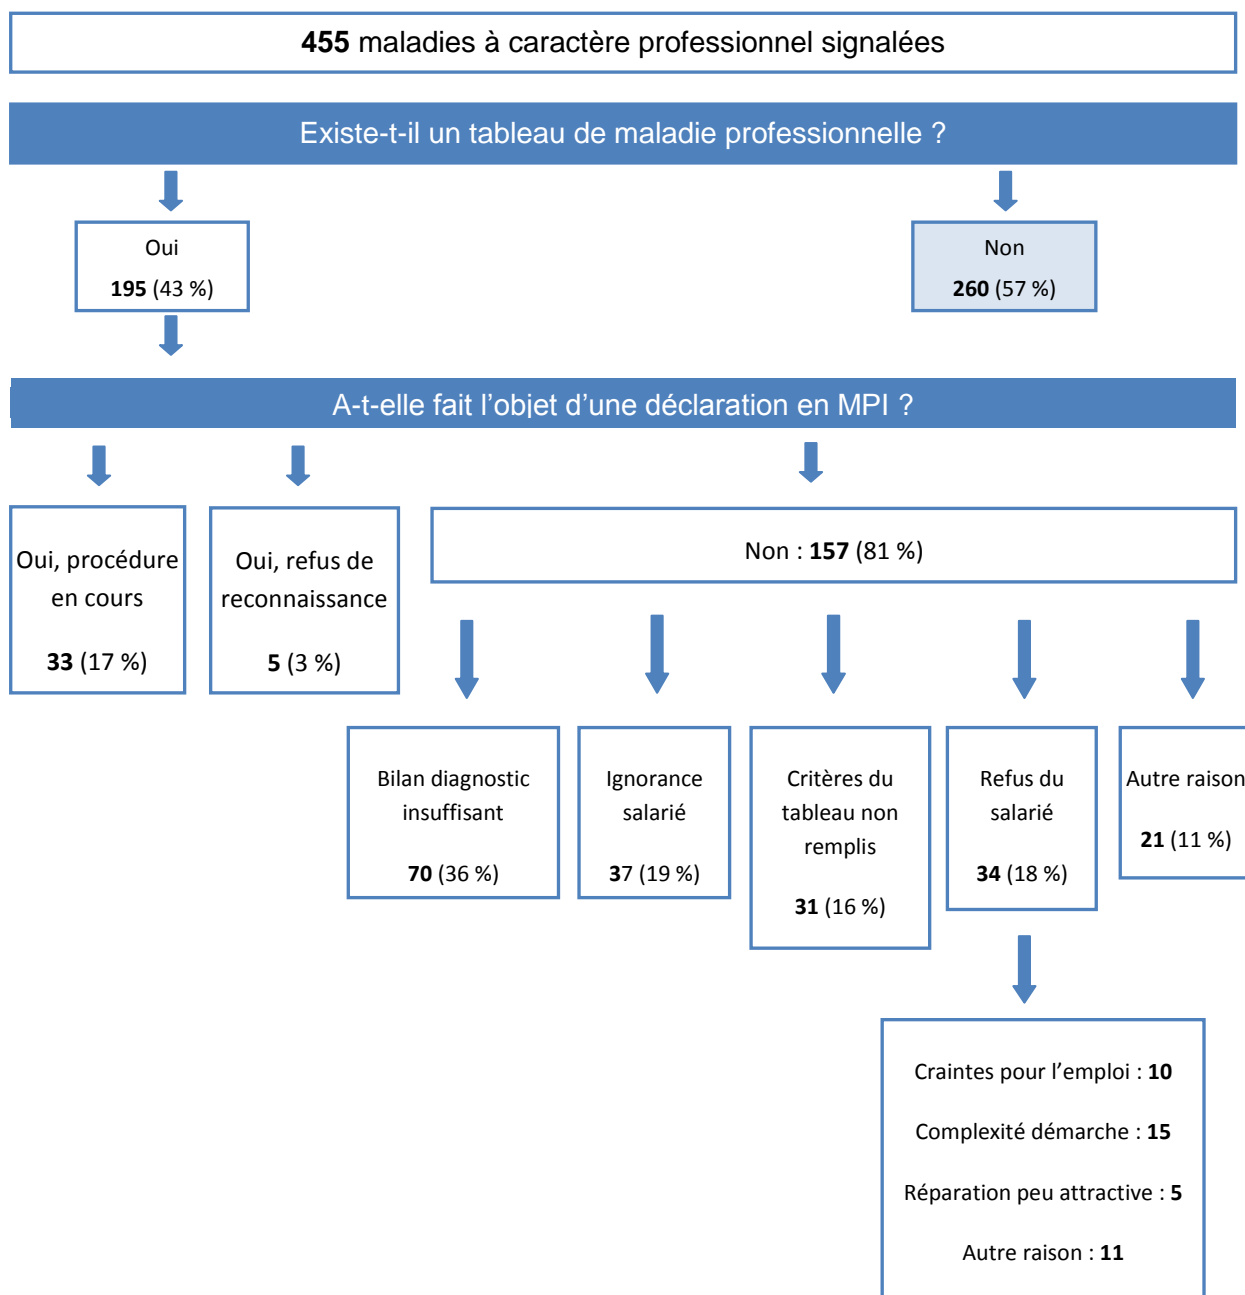 455 maladies à caractère professionnel signalées
Existe-t-il un tableau de maladie professionnelle ?
Oui
195 (43 %)
Non
260 (57 %)
A-t-elle fait l’objet d’une déclaration en MPI ?
Oui, procédure
en cours
33 (17 %)
Oui, refus de
reconnaissance
5 (3 %)
Non : 157 (81 %)
Bilan diagnostic
insuffisant
70 (36 %)
Ignorance
salarié
37 (19 %)
Critères du
tableau non
remplis
31 (16 %)
Refus du
salarié
34 (18 %)
Autre raison
21 (11 %)
Craintes pour l’emploi : 10
Complexité démarche : 15
Réparation peu attractive : 5
Autre raison : 11